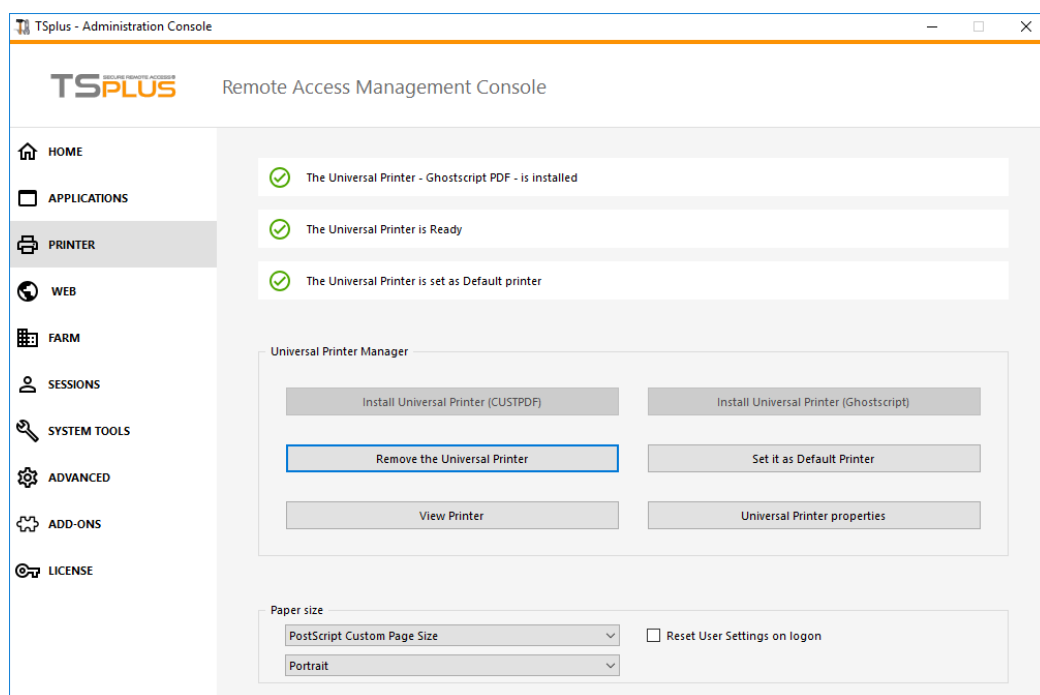 TSplus - Administration Console
TSPLUS SECURE REMOTE ACCESS®
Remote Access Management Console
HOME
APPLICATIONS
PRINTER
WEB
FARM
SESSIONS
SYSTEM TOOLS
ADVANCED
ADD-ONS
LICENSE
The Universal Printer - Ghostscript PDF - is installed
The Universal Printer is Ready
The Universal Printer is set as Default printer
Universal Printer Manager
Install Universal Printer (CUSTPDF)
Install Universal Printer (Ghostscript)
Remove the Universal Printer
Set it as Default Printer
View Printer
Universal Printer properties
Paper size
PostScript Custom Page Size
Reset User Settings on logon
Portrait